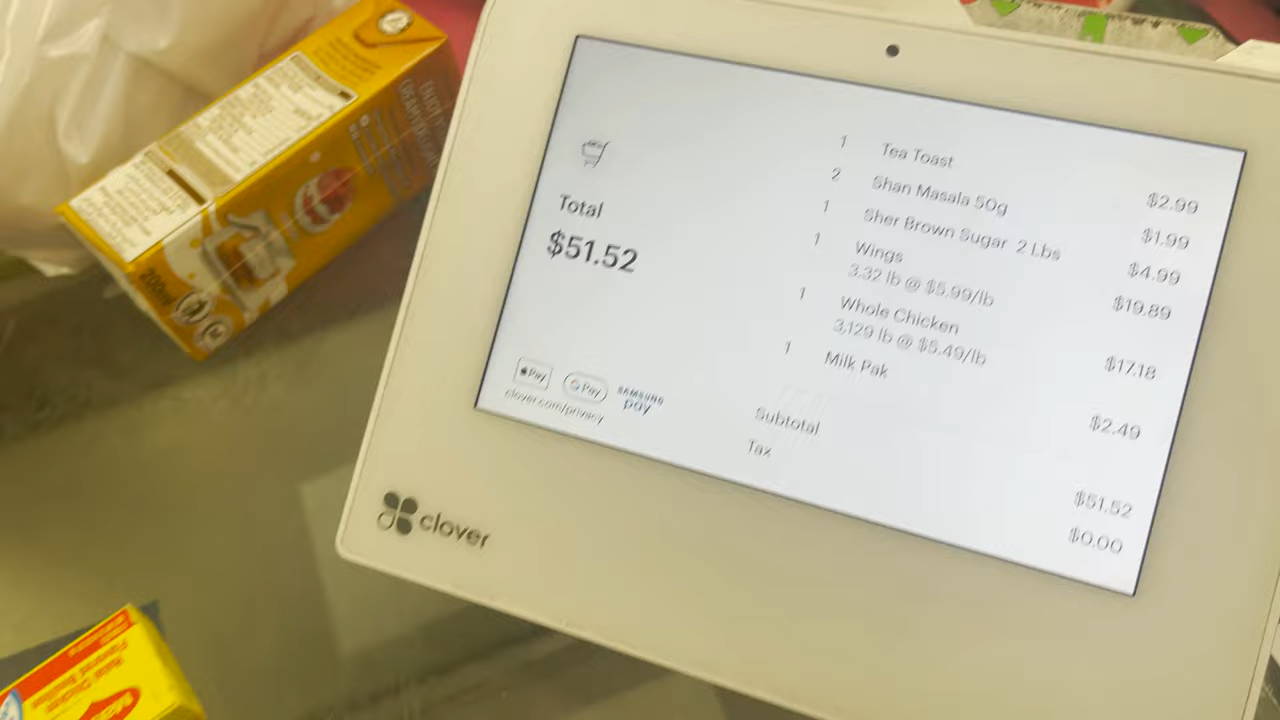 Total
$51.52
Pay
G Pay
SAMSUNG pay
clover.com/privacy
1 Tea Toast $2.99
2 Shan Masala 50g $1.99
1 Sher Brown Sugar 2 Lbs $4.99
1 Wings $19.89
3.32 lb @ $5.99/lb
1 Whole Chicken $17.18
3.129 lb @ $5.49/lb
1 Milk Pak $2.49
Subtotal $51.52
Tax $0.00
clover
200ml